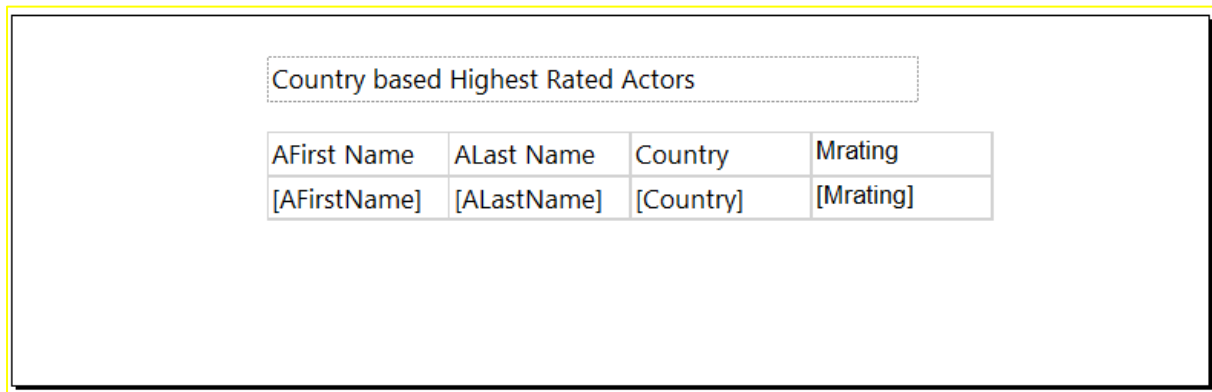 Country based Highest Rated Actors
AFirst Name ALast Name Country Mrating
[AFirstName] [ALastName] [Country] [Mrating]